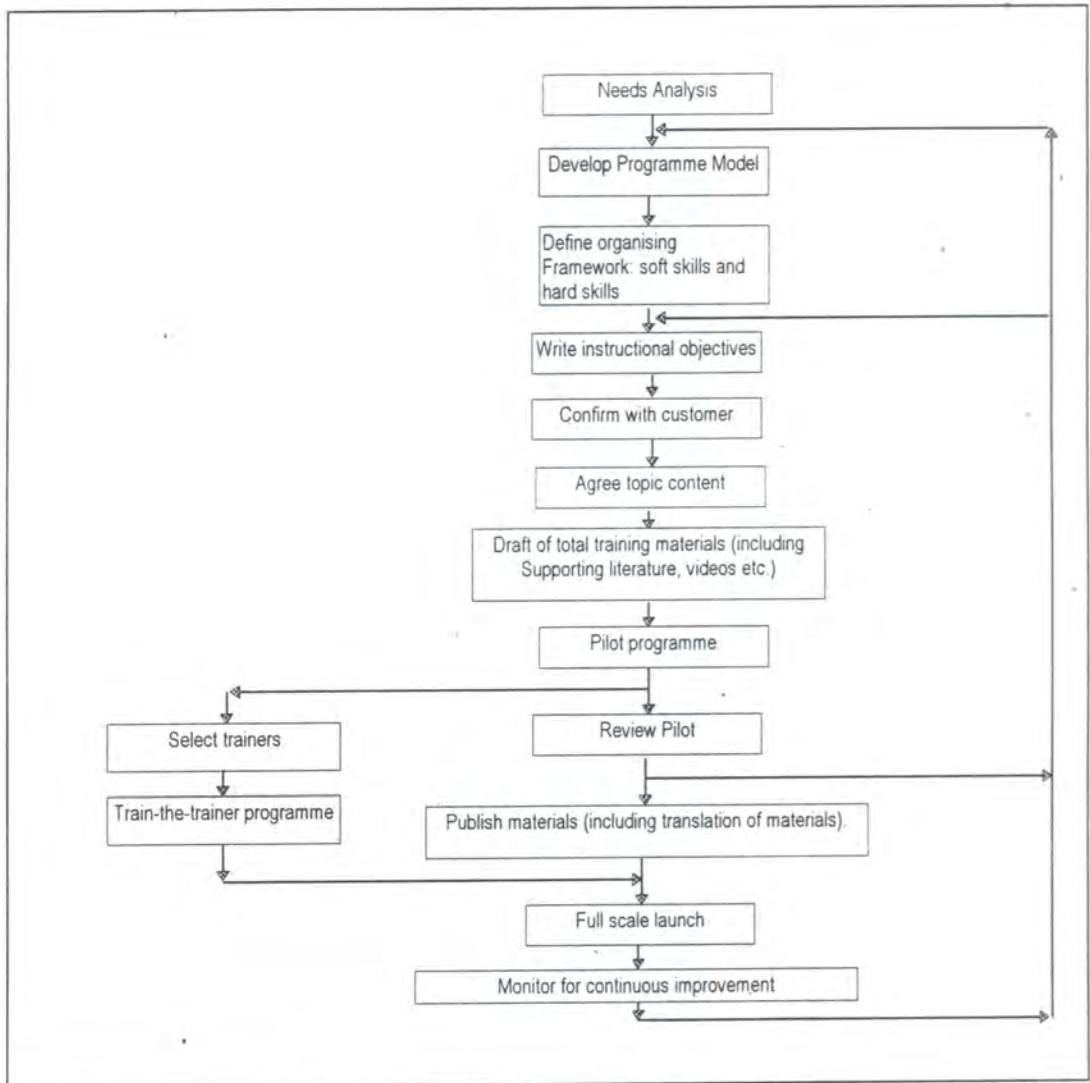 Needs Analysis
Develop Programme Model
Define organising
Framework: soft skills and
hard skills
Write instructional objectives
Confirm with customer
Agree topic content
Draft of total training materials (including
Supporting literature, videos etc.)
Pilot programme
Select trainers
Review Pilot
Train-the-trainer programme
Publish materials (including translation of materials).
Full scale launch
Monitor for continuous improvement